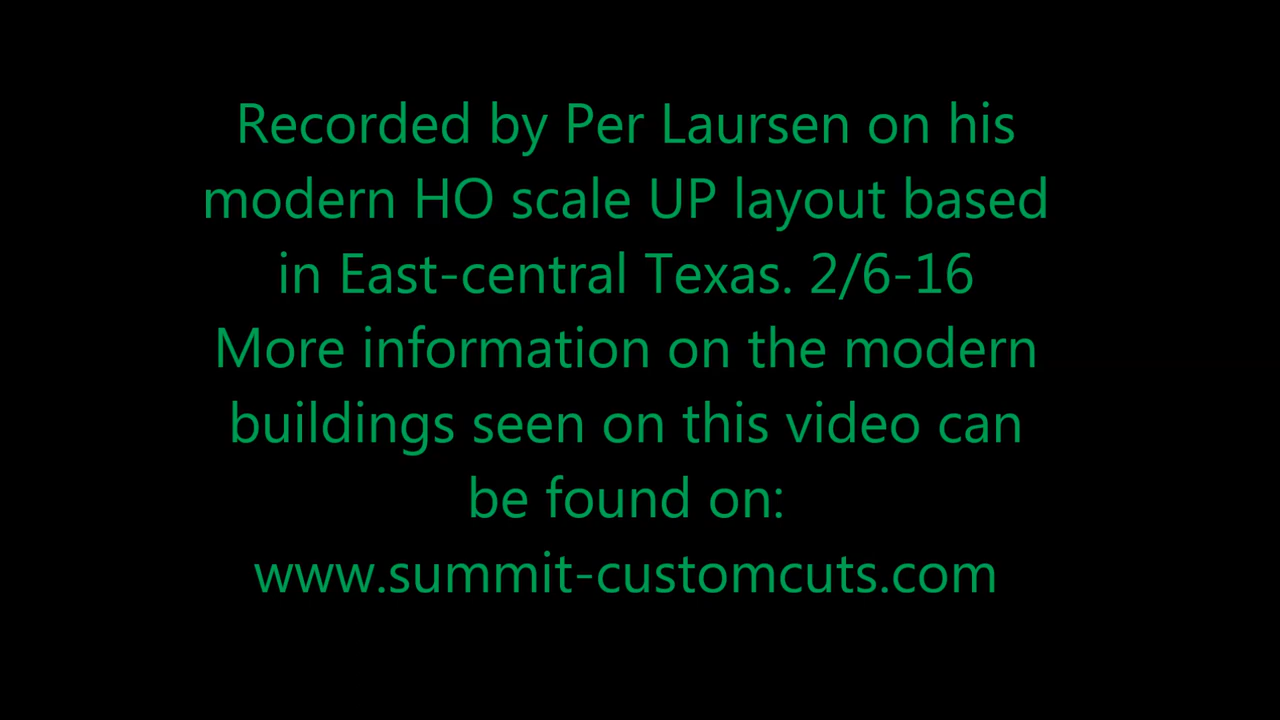 Recorded by Per Laursen on his
modern HO scale UP layout based
in East-central Texas. 2/6-16
More information on the modern
buildings seen on this video can
be found on:
www.summit-customcuts.com